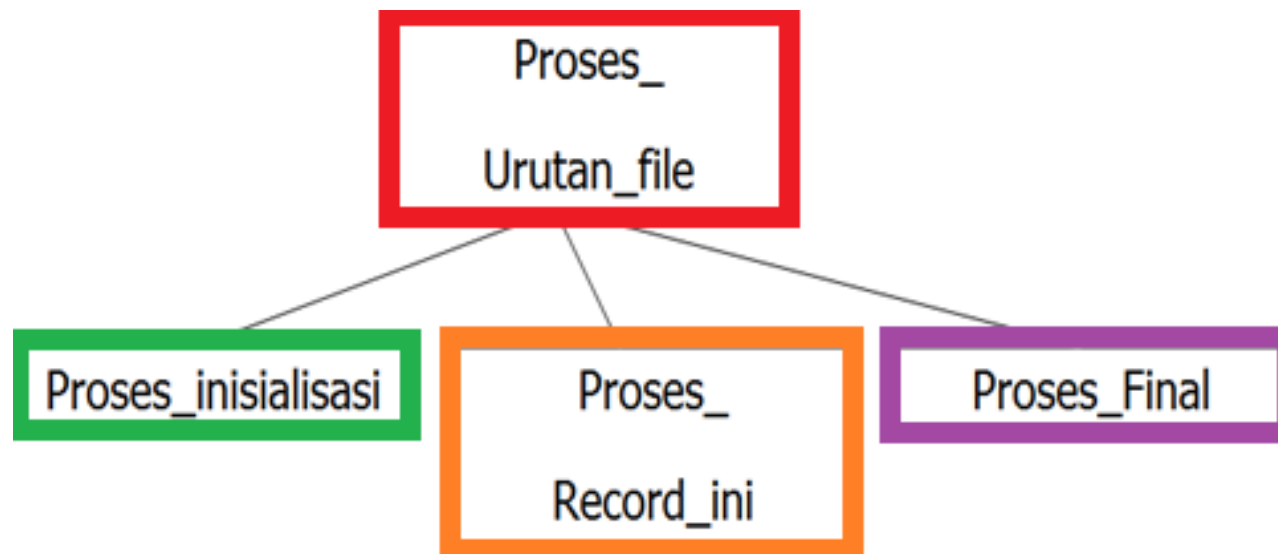 Proses_
Urutan_file
Proses_inisialisasi
Proses_
Record_ini
Proses_Final